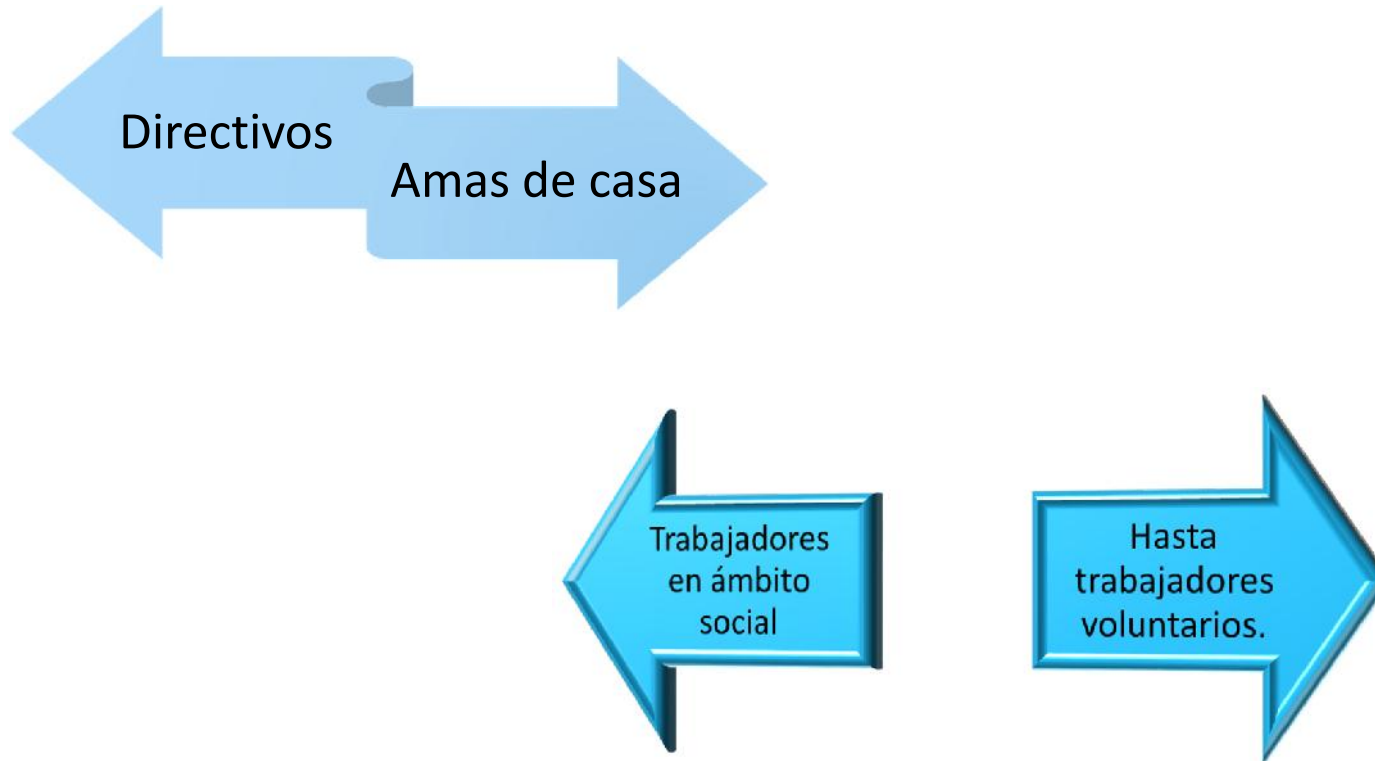 Directivos
Amas de casa
Trabajadores
en ámbito
social
Hasta
trabajadores
voluntarios.